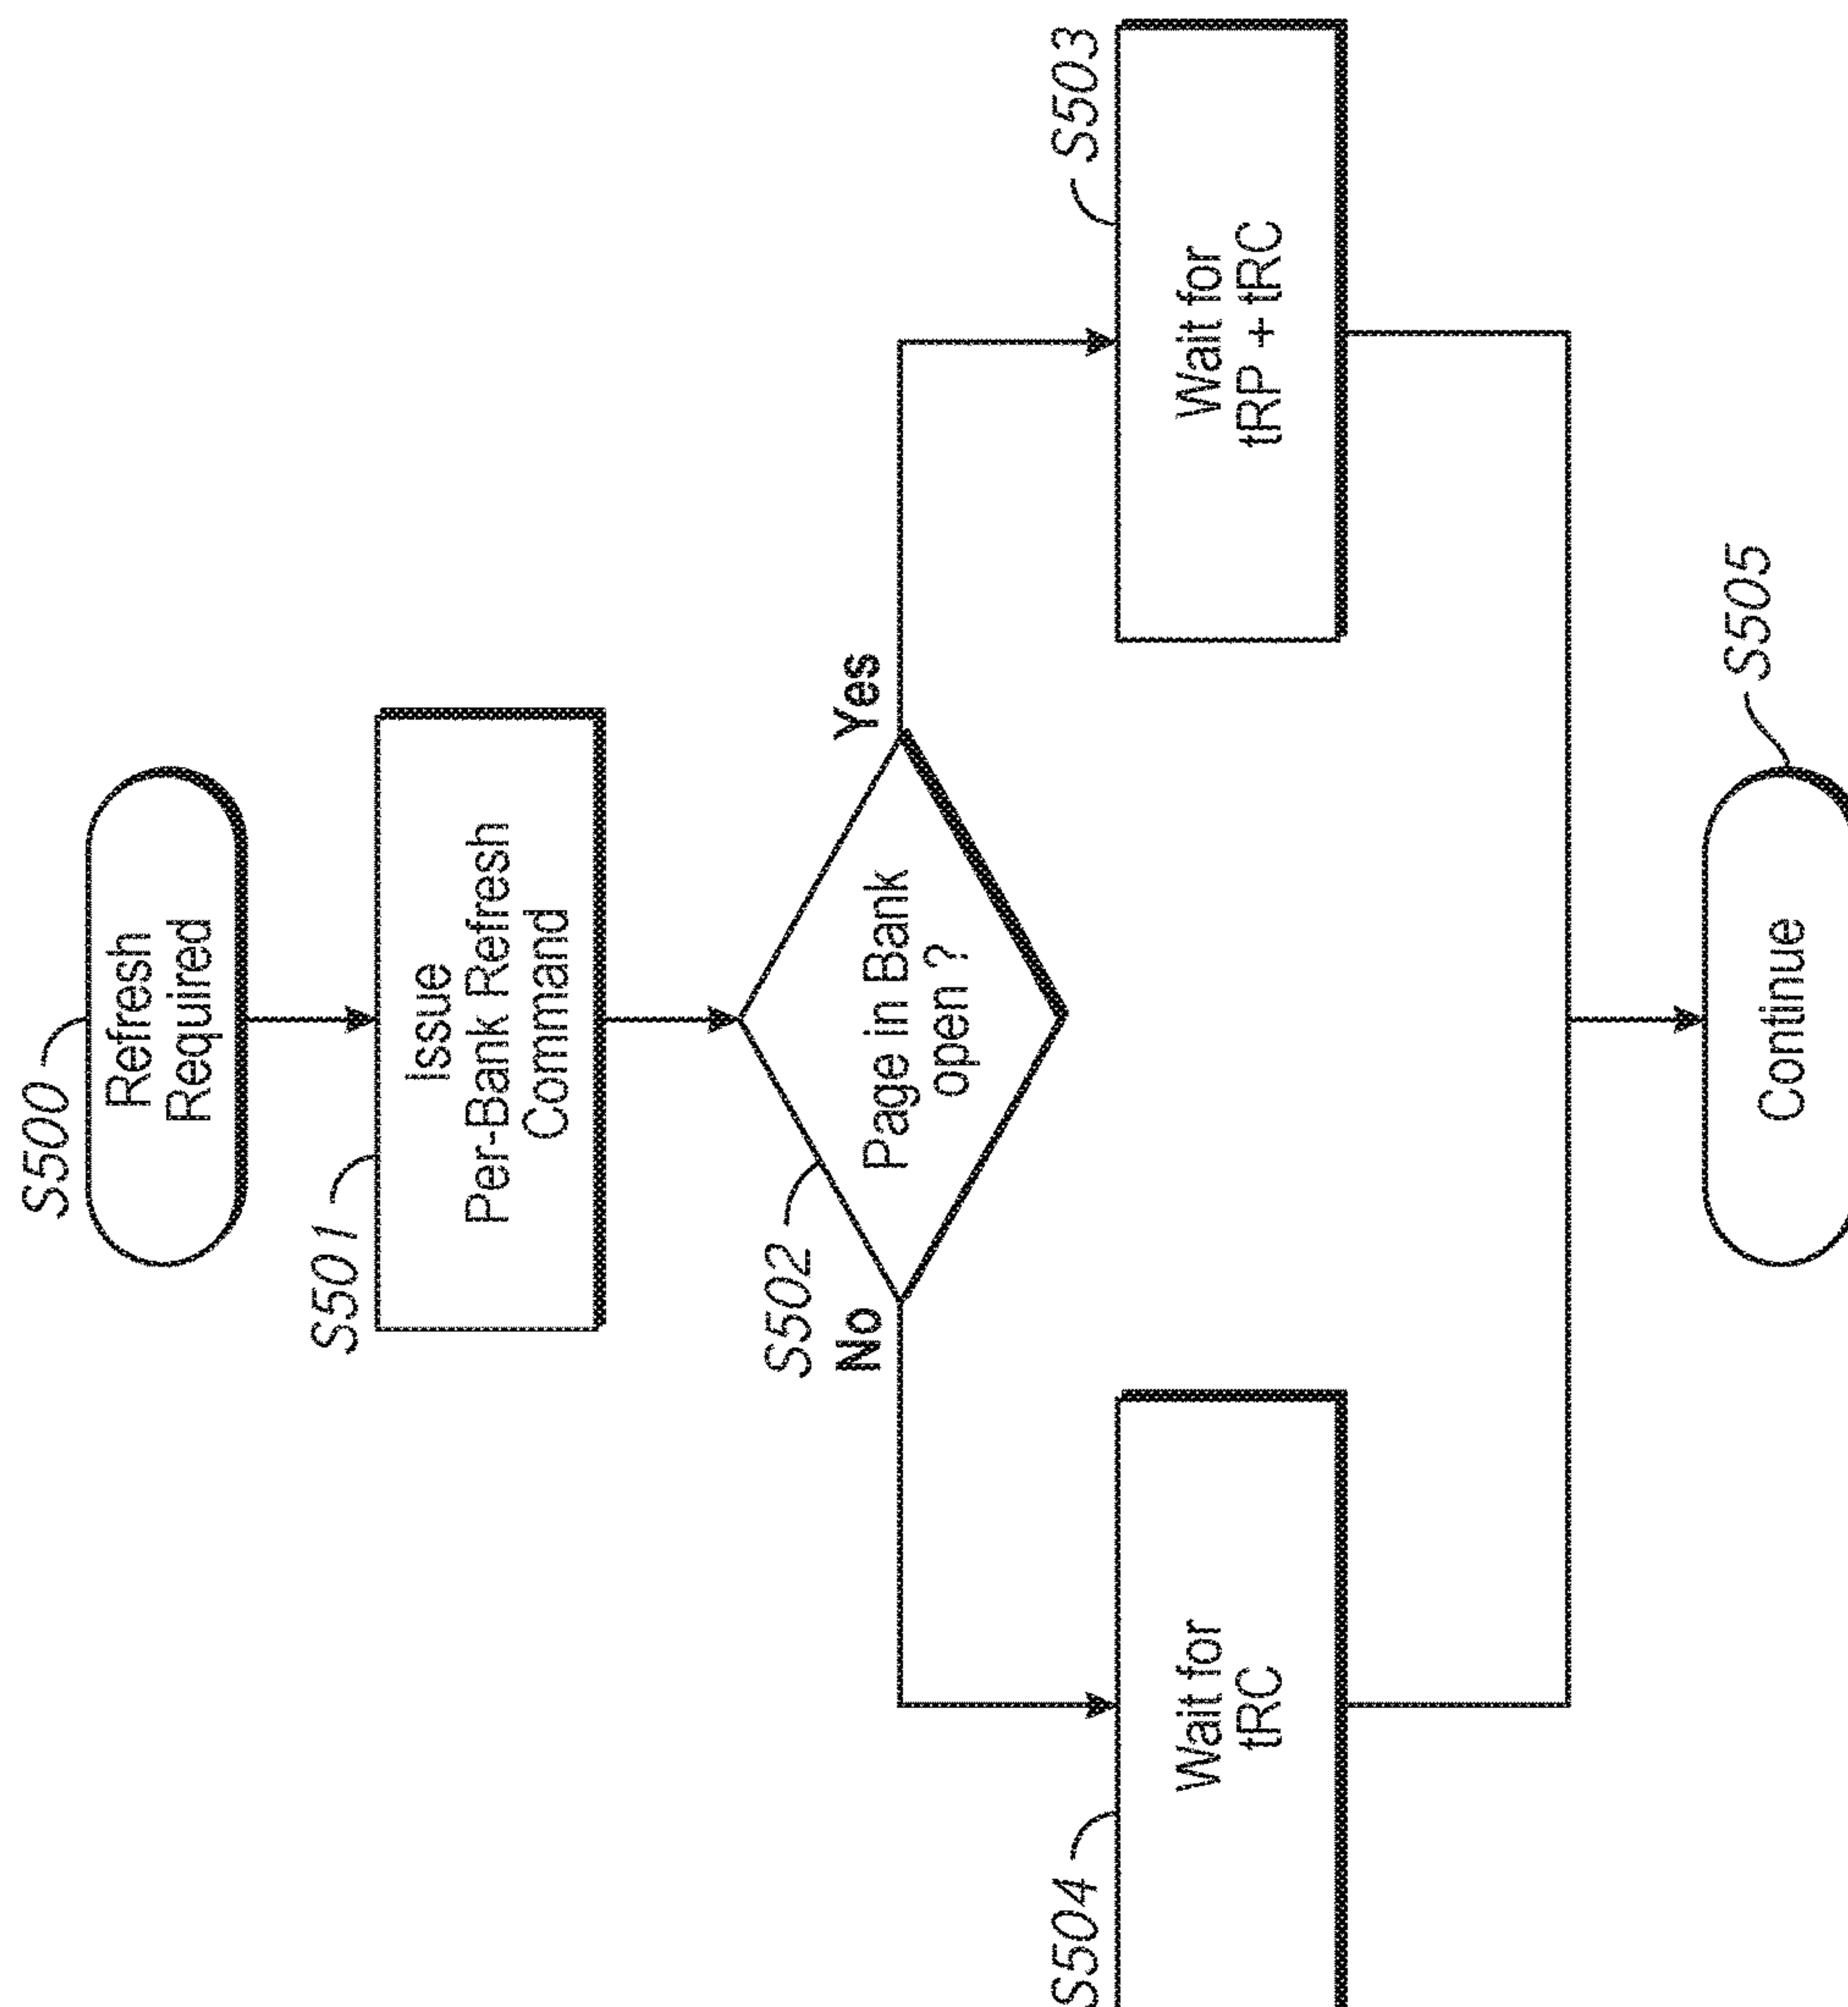 S500
Refresh
Required
S501
Issue
Per-Bank Refresh
Command
S502
Page in Bank
open ?
No
Yes
S504
Wait for
tRC
S503
Wait for
tRP + tRC
S505
Continue